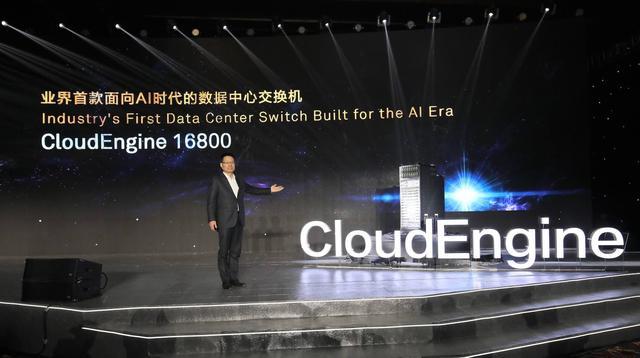 业界首款面向AI时代的数据中心交换机
Industry's First Data Center Switch Built for the AI Era
CloudEngine 16800
CloudEngine